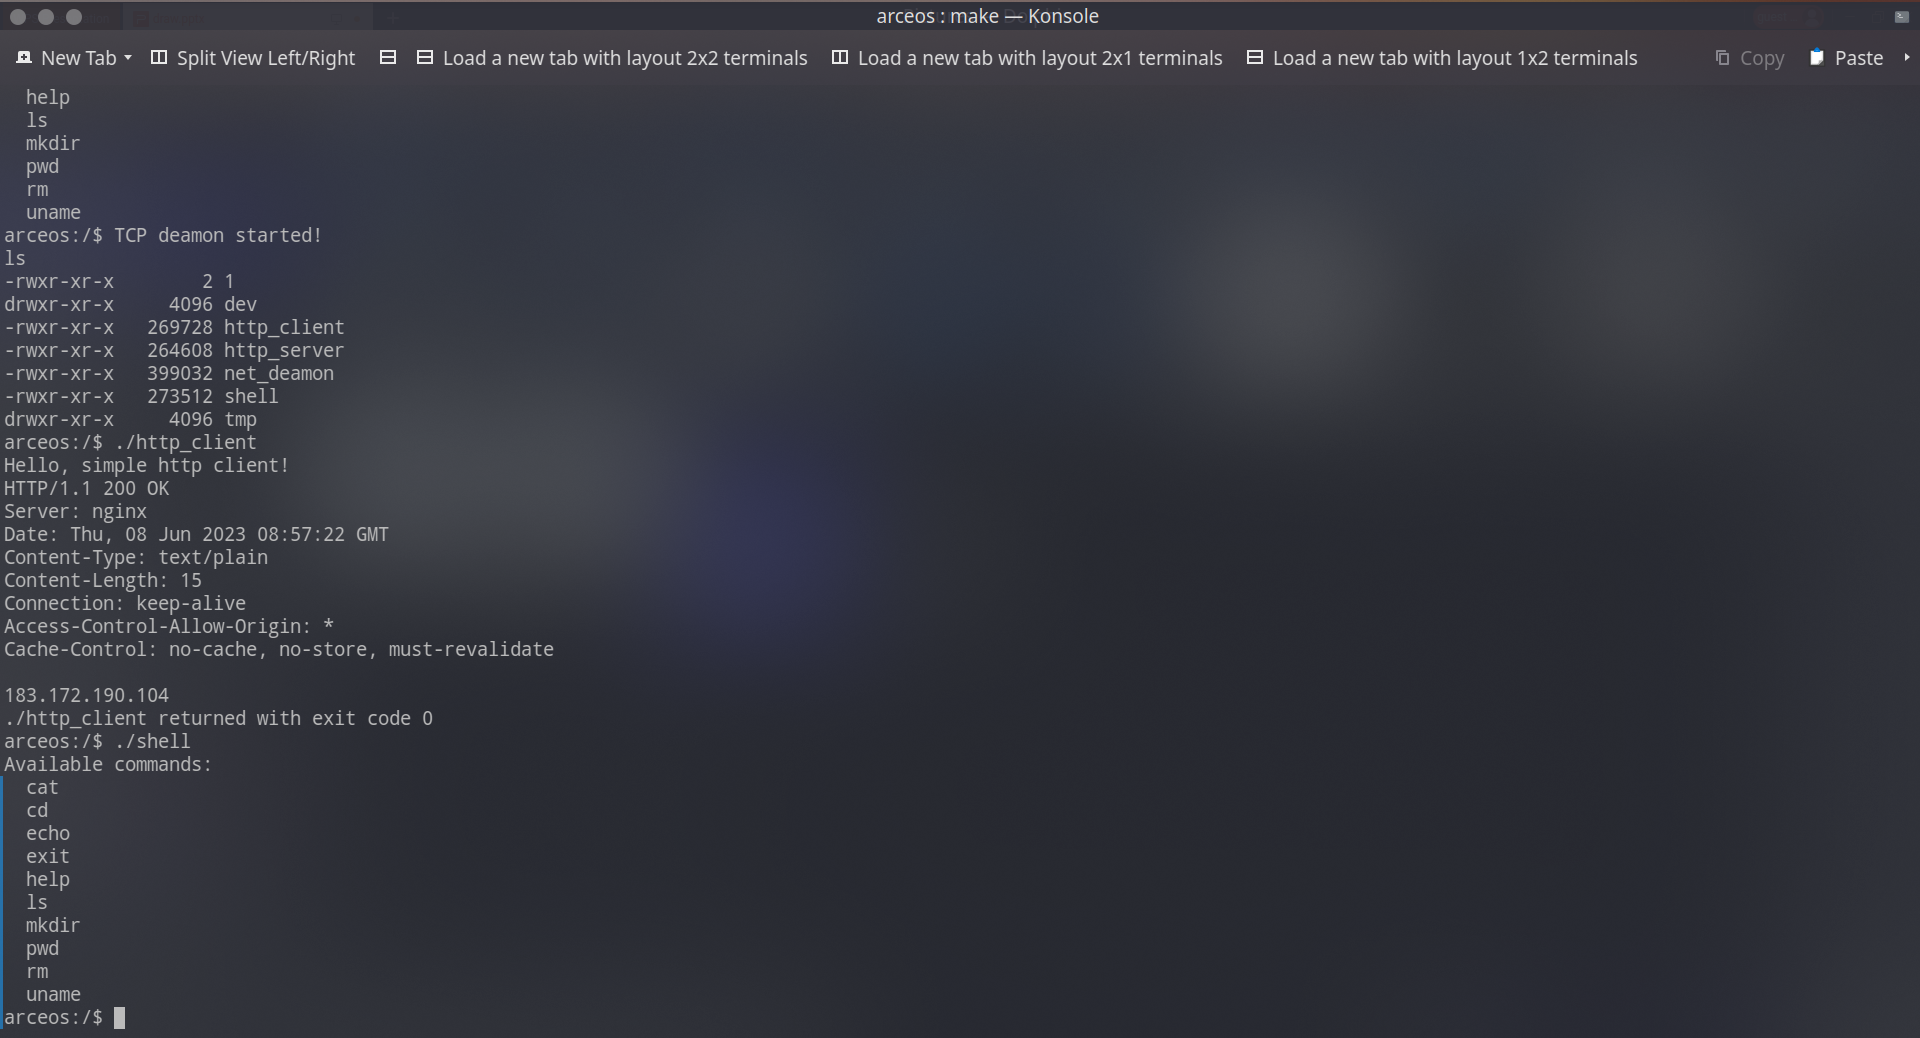 arceos : make — Konsole
New Tab Split View Left/Right Load a new tab with layout 2x2 terminals Load a new tab with layout 2x1 terminals Load a new tab with layout 1x2 terminals Copy Paste
  help
  ls
  mkdir
  pwd
  rm
  uname
arceos:/$ TCP deamon started!
ls
-rwxr-xr-x        2 1
drwxr-xr-x     4096 dev
-rwxr-xr-x   269728 http_client
-rwxr-xr-x   264608 http_server
-rwxr-xr-x   399032 net_deamon
-rwxr-xr-x   273512 shell
drwxr-xr-x     4096 tmp
arceos:/$ ./http_client
Hello, simple http client!
HTTP/1.1 200 OK
Server: nginx
Date: Thu, 08 Jun 2023 08:57:22 GMT
Content-Type: text/plain
Content-Length: 15
Connection: keep-alive
Access-Control-Allow-Origin: *
Cache-Control: no-cache, no-store, must-revalidate

183.172.190.104
./http_client returned with exit code 0
arceos:/$ ./shell
Available commands:
  cat
  cd
  echo
  exit
  help
  ls
  mkdir
  pwd
  rm
  uname
arceos:/$